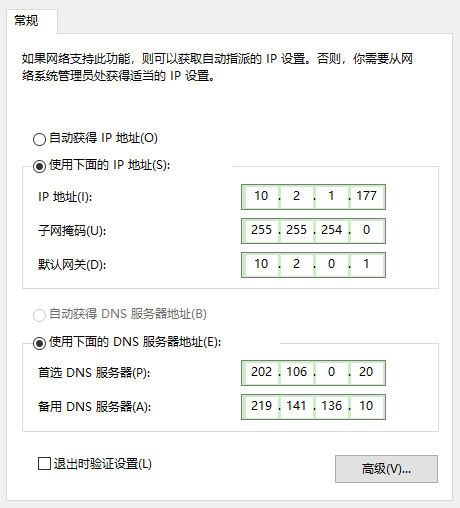 常规
如果网络支持此功能，则可以获取自动指派的 IP 设置。否则，你需要从网
络系统管理员处获得适当的 IP 设置。
自动获得 IP 地址(O)
使用下面的 IP 地址(S):
IP 地址(I): 10 . 2 . 1 . 177
子网掩码(U): 255 . 255 . 254 . 0
默认网关(D): 10 . 2 . 0 . 1
自动获得 DNS 服务器地址(B)
使用下面的 DNS 服务器地址(E):
首选 DNS 服务器(P): 202 . 106 . 0 . 20
备用 DNS 服务器(A): 219 . 141 . 136 . 10
退出时验证设置(L)
高级(V)...